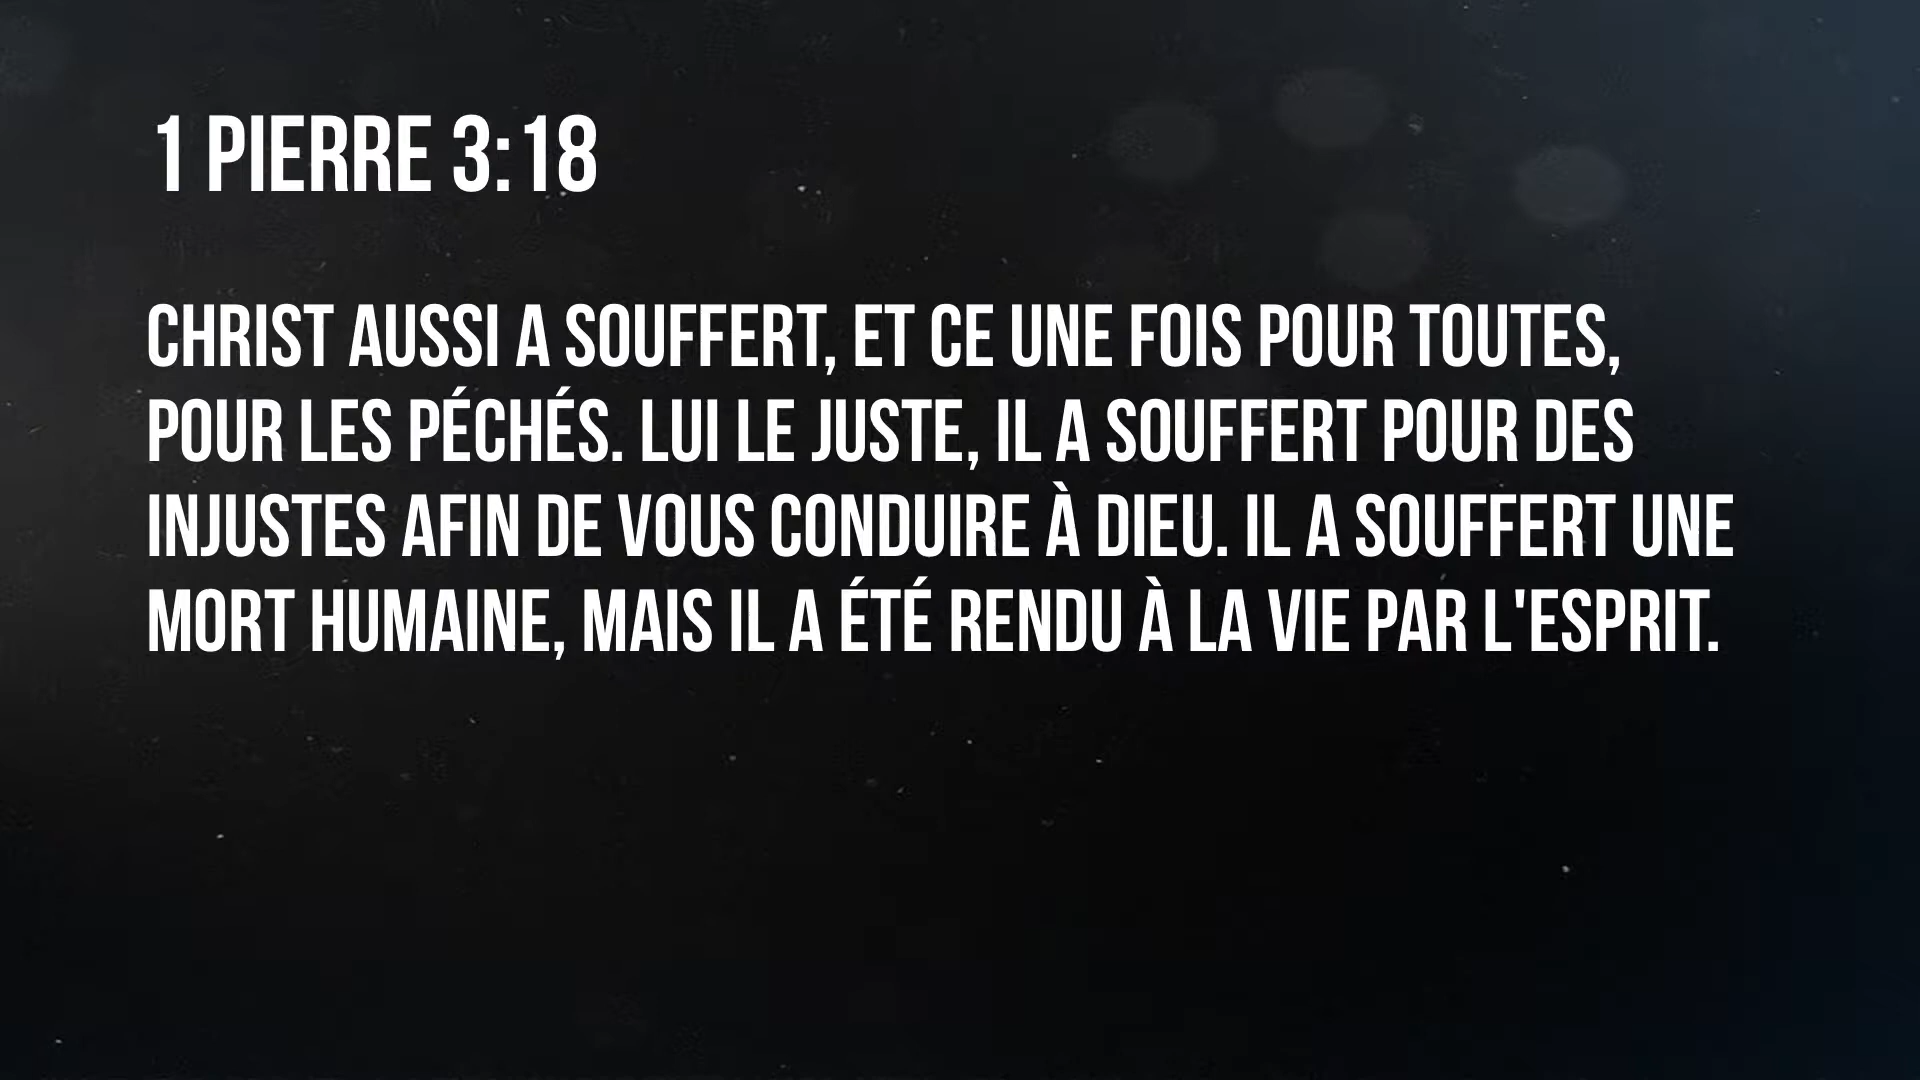 1 PIERRE 3:18
CHRIST AUSSI A SOUFFERT, ET CE UNE FOIS POUR TOUTES,
POUR LES PÉCHÉS. LUI LE JUSTE, IL A SOUFFERT POUR DES
INJUSTES AFIN DE VOUS CONDUIRE À DIEU. IL A SOUFFERT UNE
MORT HUMAINE, MAIS IL A ÉTÉ RENDU À LA VIE PAR L'ESPRIT.